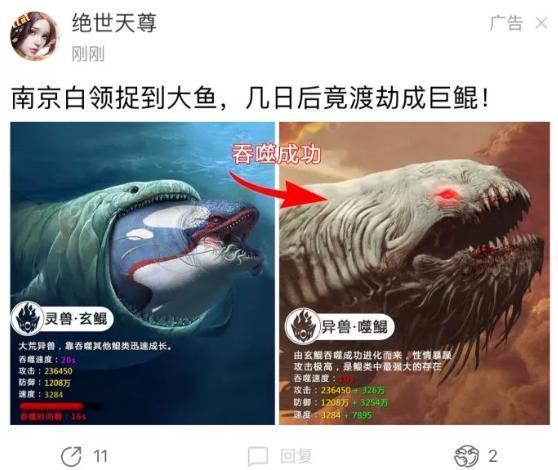 绝世天尊
广告
刚刚
南京白领捉到大鱼，几日后竟渡劫成巨鲲！
吞噬成功
灵兽·玄鲲
大荒异兽，靠吞噬其他鲲类迅速成长。
吞噬速度：20s
攻击：236450
防御：1208万
速度：3284
吞噬时间剩：16s
异兽·噬鲲
由玄鲲吞噬成功进化而来，性情暴躁
攻击极高，是鲲类中最强大的存在
吞噬速度：10s
攻击：236450 + 326万
防御：1208万 + 3254万
速度：3284 + 7895
11
回复
2